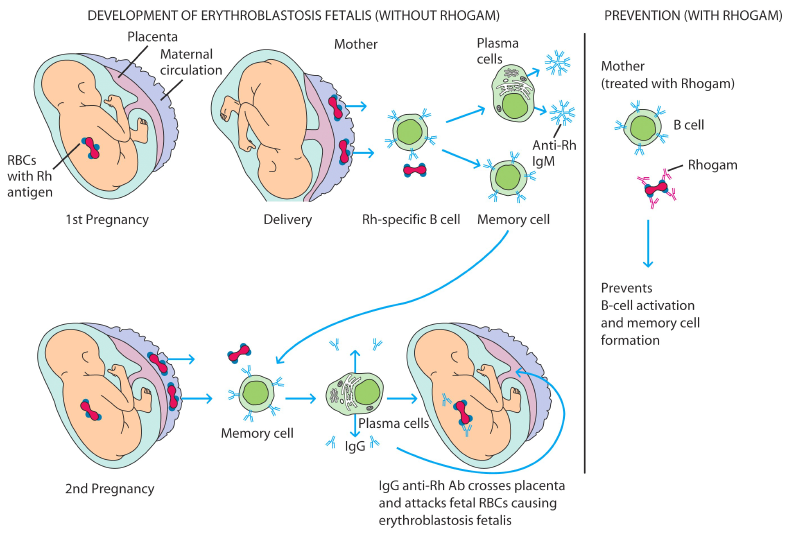 DEVELOPMENT OF ERYTHROBLASTOSIS FETALIS (WITHOUT RHOGAM)
PREVENTION (WITH RHOGAM)
Placenta
Maternal
circulation
Mother
Plasma
cells
Mother
(treated with Rhogam)
B cell
Anti-Rh
IgM
RBCs
with Rh
antigen
Rhogam
1st Pregnancy
Delivery
Rh-specific B cell
Memory cell
Prevents
B-cell activation
and memory cell
formation
Memory cell
Plasma cells
IgG
2nd Pregnancy
IgG anti-Rh Ab crosses placenta
and attacks fetal RBCs causing
erythroblastosis fetalis